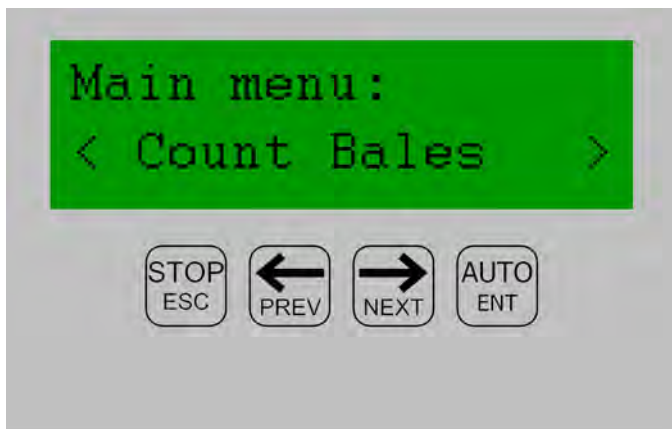 Main menu:
< Count Bales >
STOP
ESC
PREV
NEXT
AUTO
ENT